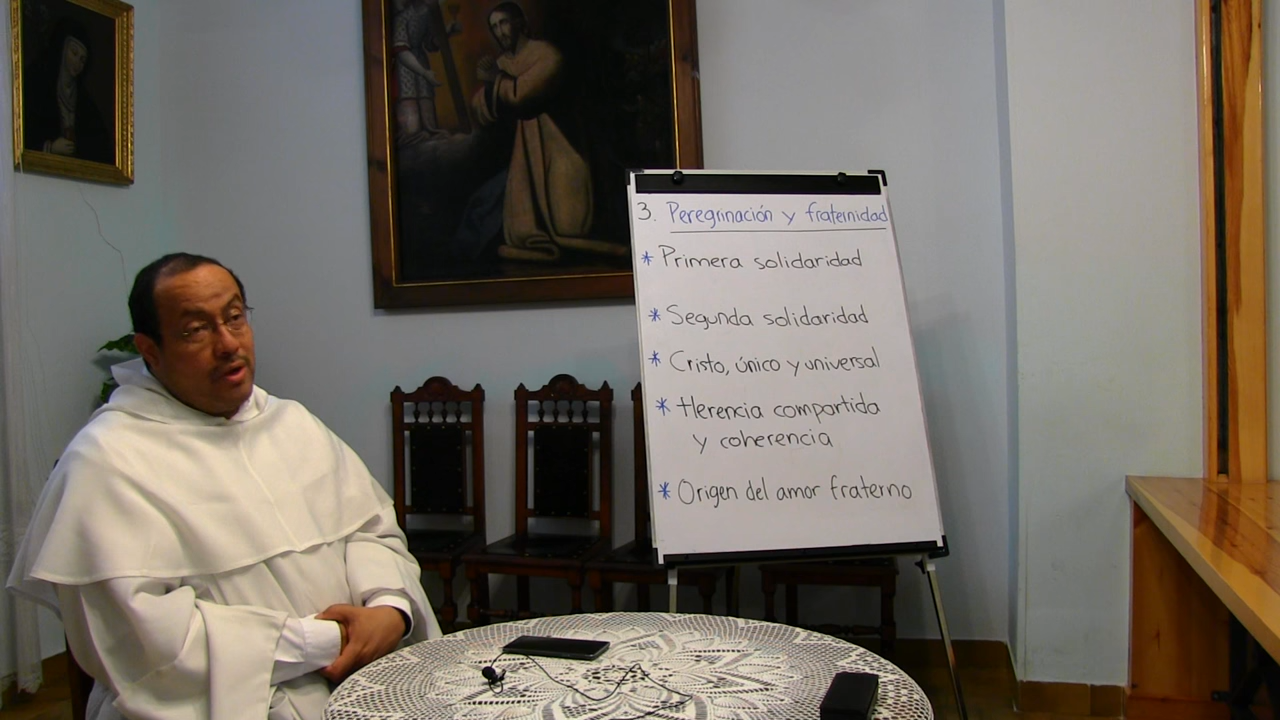 3. Peregrinación y fraternidad
* Primera solidaridad
* Segunda solidaridad
* Cristo, único y universal
* Herencia compartida
y coherencia
* Origen del amor fraterno